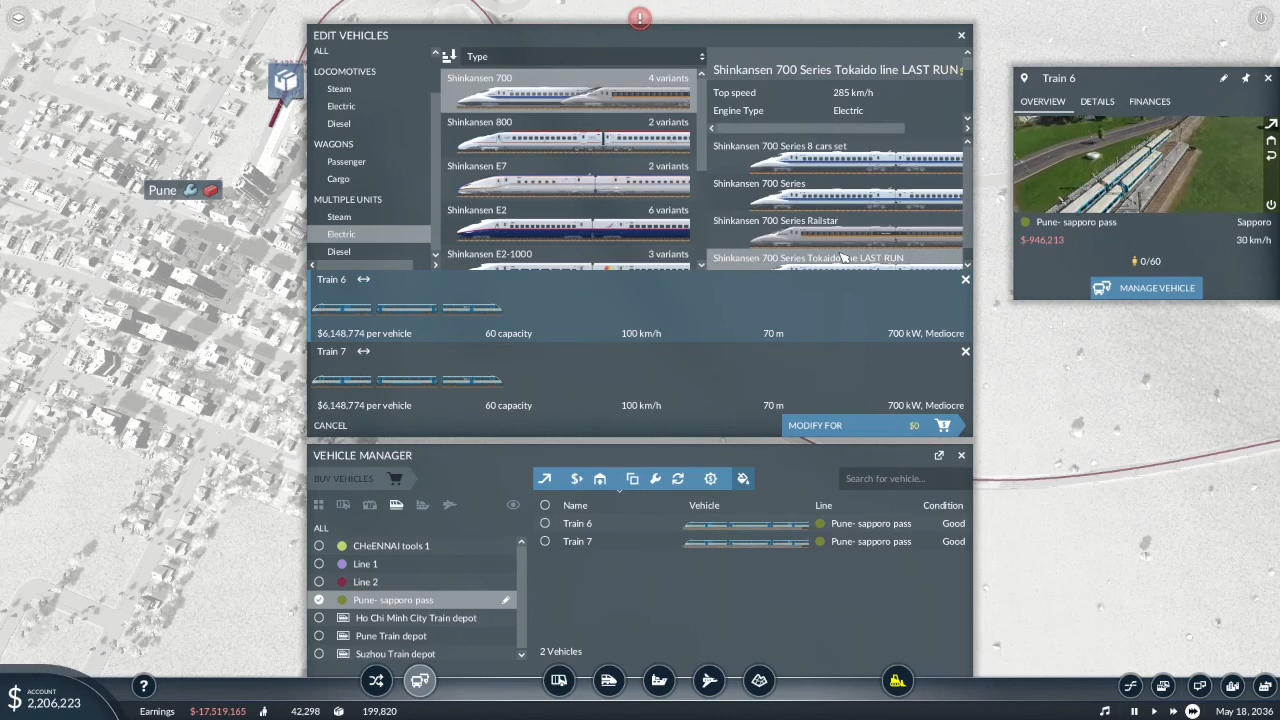 EDIT VEHICLES
ALL
LOCOMOTIVES
Steam
Electric
Diesel
WAGONS
Passenger
Cargo
MULTIPLE UNITS
Steam
Electric
Diesel
Type
Shinkansen 700 4 variants
Shinkansen 800 2 variants
Shinkansen E7 2 variants
Shinkansen E2 6 variants
Shinkansen E2-1000 3 variants
Shinkansen 700 Series Tokaido line LAST RUN
Top speed 285 km/h
Engine Type Electric
Shinkansen 700 Series 8 cars set
Shinkansen 700 Series
Shinkansen 700 Series Railstar
Shinkansen 700 Series Tokaido line LAST RUN
Train 6
$6,148,774 per vehicle 60 capacity 100 km/h 70 m 700 kW, Mediocre
Train 7
$6,148,774 per vehicle 60 capacity 100 km/h 70 m 700 kW, Mediocre
CANCEL
MODIFY FOR $0
Pune
Train 6
OVERVIEW DETAILS FINANCES
Pune- sapporo pass Sapporo
$-946,213 30 km/h
0/60
MANAGE VEHICLE
VEHICLE MANAGER
BUY VEHICLES
Search for vehicle...
ALL
CHeENNAI tools 1
Line 1
Line 2
Pune- sapporo pass
Ho Chi Minh City Train depot
Pune Train depot
Suzhou Train depot
Name Vehicle Line Condition
Train 6 Pune- sapporo pass Good
Train 7 Pune- sapporo pass Good
2 Vehicles
$ ACCOUNT
2,206,223
?
Earnings $-17,519,165 42,298 199,820
May 18, 2036